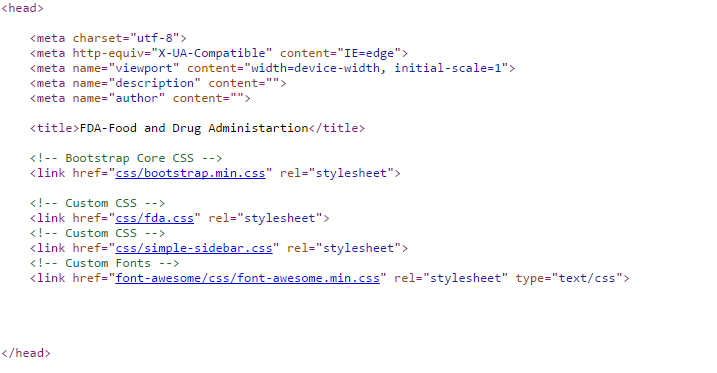 <head>
<meta charset="utf-8">
<meta http-equiv="X-UA-Compatible" content="IE=edge">
<meta name="viewport" content="width=device-width, initial-scale=1">
<meta name="description" content="">
<meta name="author" content="">
<title>FDA-Food and Drug Administartion</title>
<!-- Bootstrap Core CSS -->
<link href="css/bootstrap.min.css" rel="stylesheet">
<!-- Custom CSS -->
<link href="css/fda.css" rel="stylesheet">
<!-- Custom CSS -->
<link href="css/simple-sidebar.css" rel="stylesheet">
<!-- Custom Fonts -->
<link href="font-awesome/css/font-awesome.min.css" rel="stylesheet" type="text/css">
</head>